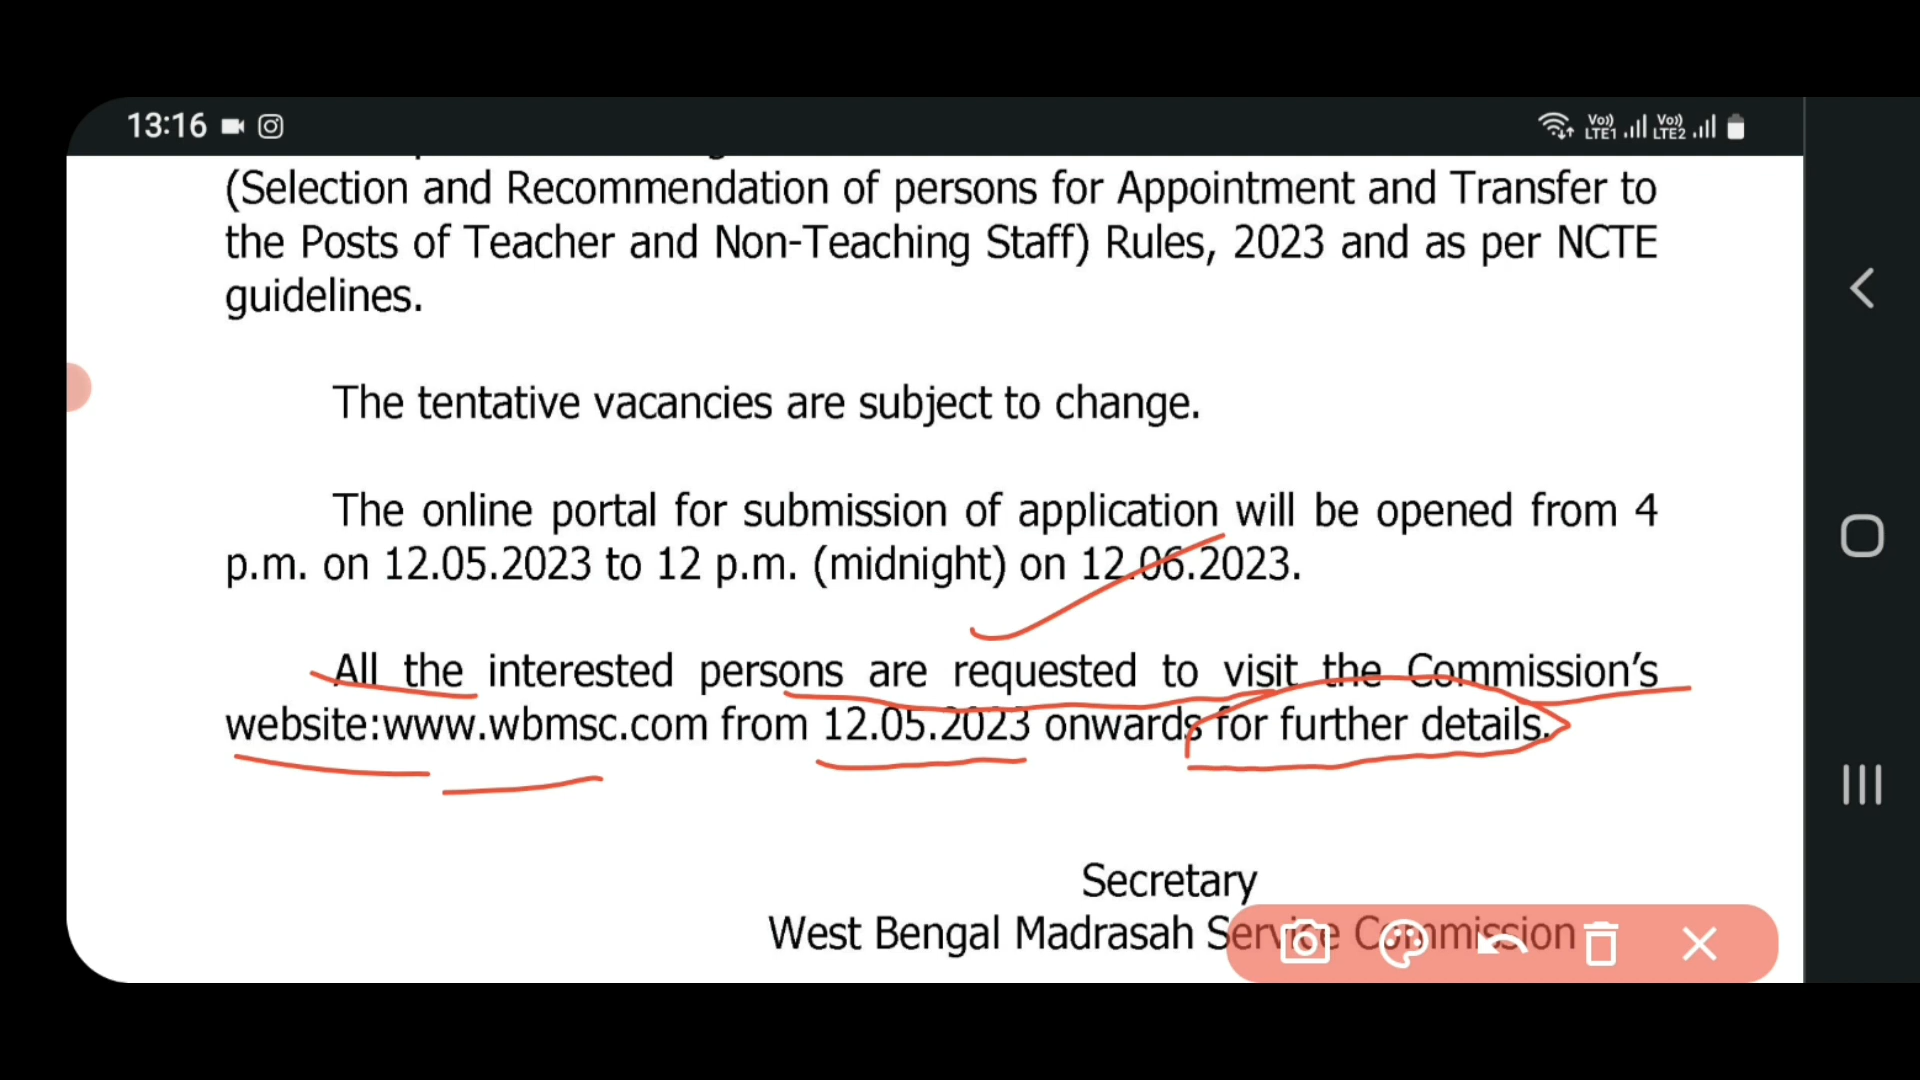 13:16
Vo)) LTE1 Vo)) LTE2
(Selection and Recommendation of persons for Appointment and Transfer to
the Posts of Teacher and Non-Teaching Staff) Rules, 2023 and as per NCTE
guidelines.
The tentative vacancies are subject to change.
The online portal for submission of application will be opened from 4
p.m. on 12.05.2023 to 12 p.m. (midnight) on 12.06.2023.
All the interested persons are requested to visit the Commission's
website:www.wbmsc.com from 12.05.2023 onwards for further details.
Secretary
West Bengal Madrasah Service Commission